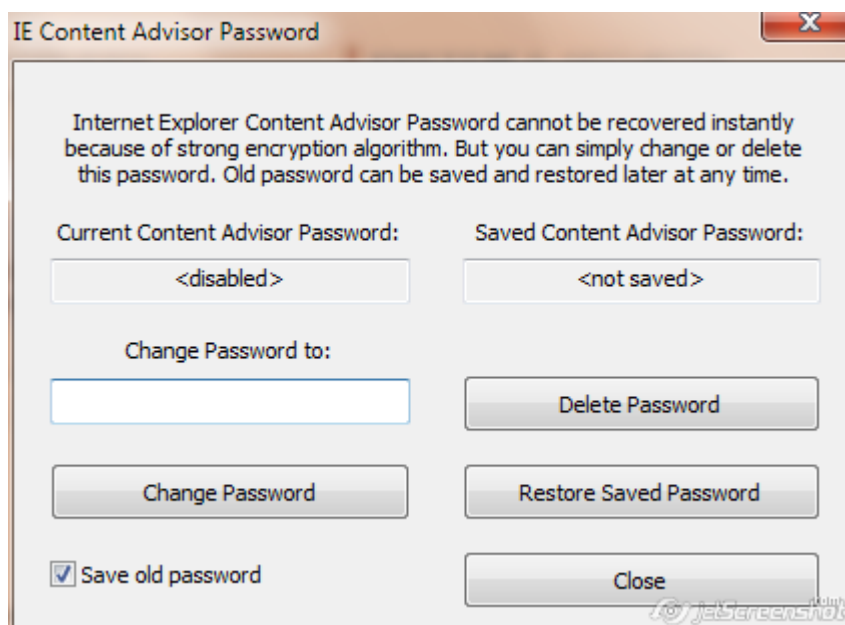 IE Content Advisor Password
Internet Explorer Content Advisor Password cannot be recovered instantly
because of strong encryption algorithm. But you can simply change or delete
this password. Old password can be saved and restored later at any time.
Current Content Advisor Password:
Saved Content Advisor Password:
<disabled>
<not saved>
Change Password to:
Delete Password
Change Password
Restore Saved Password
Save old password
Close
jetScreenshot